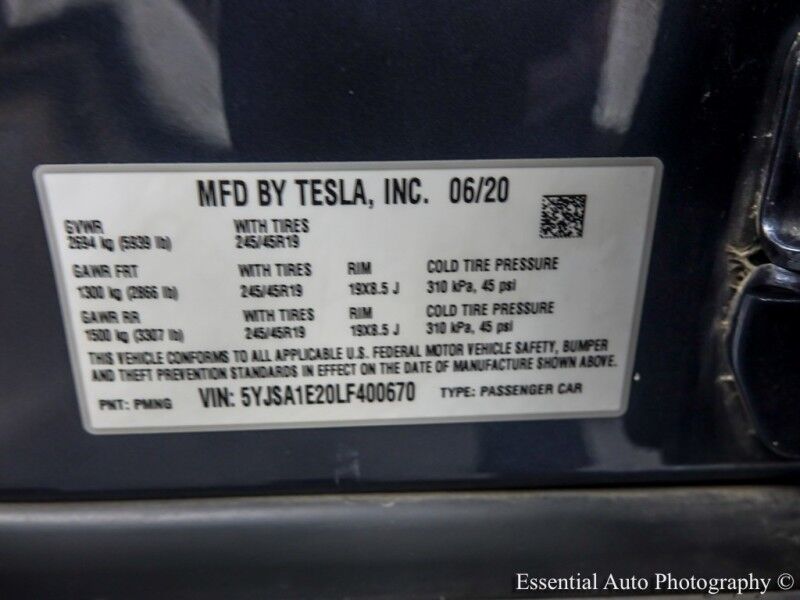 MFD BY TESLA, INC. 06/20
GVWR WITH TIRES
2694 kg (5939 lb) 245/45R19
GAWR FRT WITH TIRES RIM COLD TIRE PRESSURE
1300 kg (2866 lb) 245/45R19 19X8.5 J 310 kPa, 45 psi
GAWR RR WITH TIRES RIM COLD TIRE PRESSURE
1500 kg (3307 lb) 245/45R19 19X8.5 J 310 kPa, 45 psi
THIS VEHICLE CONFORMS TO ALL APPLICABLE U.S. FEDERAL MOTOR VEHICLE SAFETY, BUMPER
AND THEFT PREVENTION STANDARDS IN EFFECT ON THE DATE OF MANUFACTURE SHOWN ABOVE.
PNT: PMNG VIN: 5YJSA1E20LF400670 TYPE: PASSENGER CAR
Essential Auto Photography ©